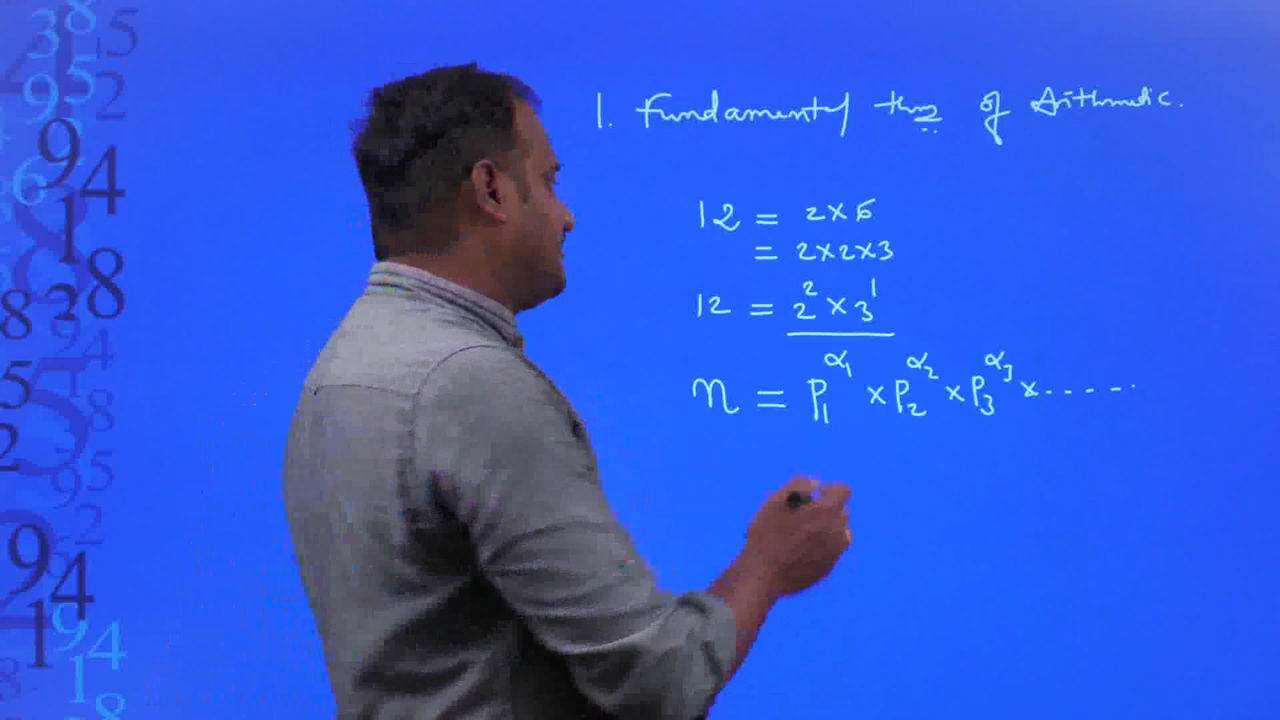 1. Fundamental thm of Arithmetic.
12 = 2×6
= 2×2×3
12 = 2² × 3¹
n = p₁^α₁ × p₂^α₂ × p₃^α₃ × ------